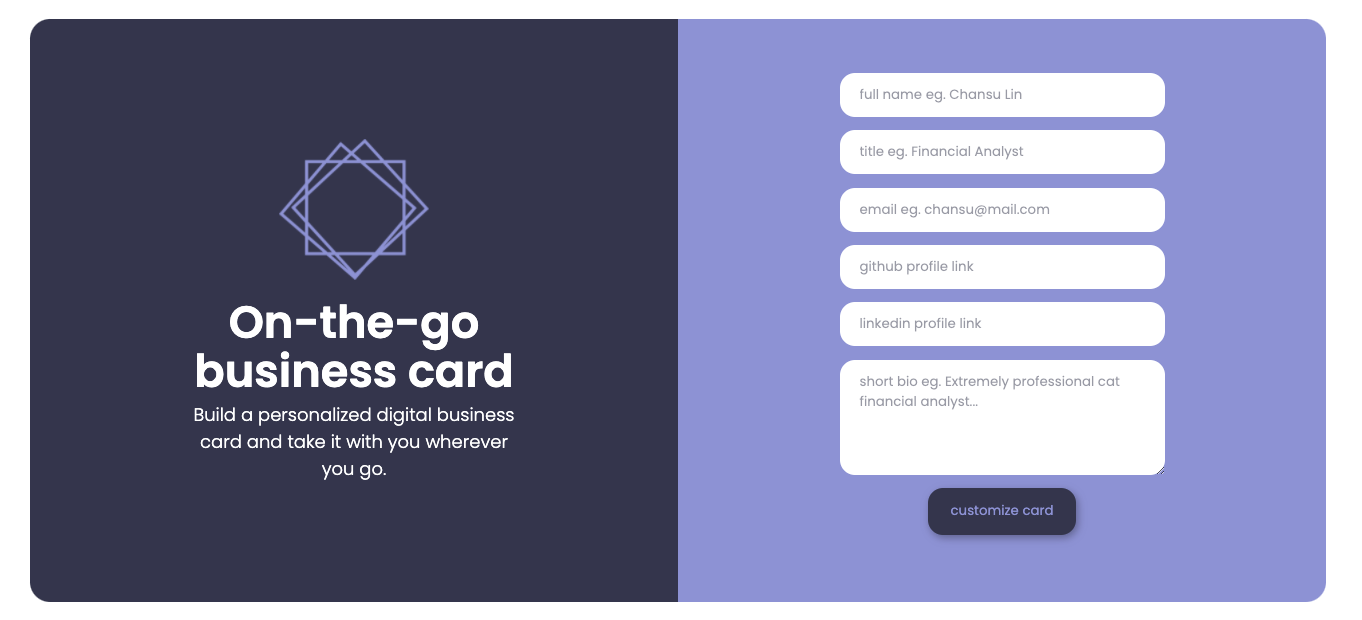 On-the-go
business card
Build a personalized digital business
card and take it with you wherever
you go.
full name eg. Chansu Lin
title eg. Financial Analyst
email eg. chansu@mail.com
github profile link
linkedin profile link
short bio eg. Extremely professional cat
financial analyst...
customize card